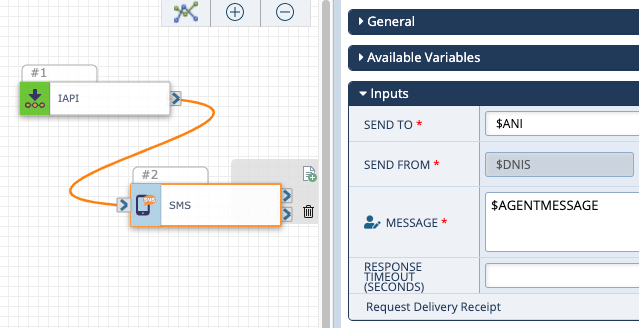 #1
IAPI
#2
SMS
SMS
General
Available Variables
Inputs
SEND TO *
$ANI
SEND FROM *
$DNIS
MESSAGE *
$AGENTMESSAGE
RESPONSE
TIMEOUT
(SECONDS)
Request Delivery Receipt